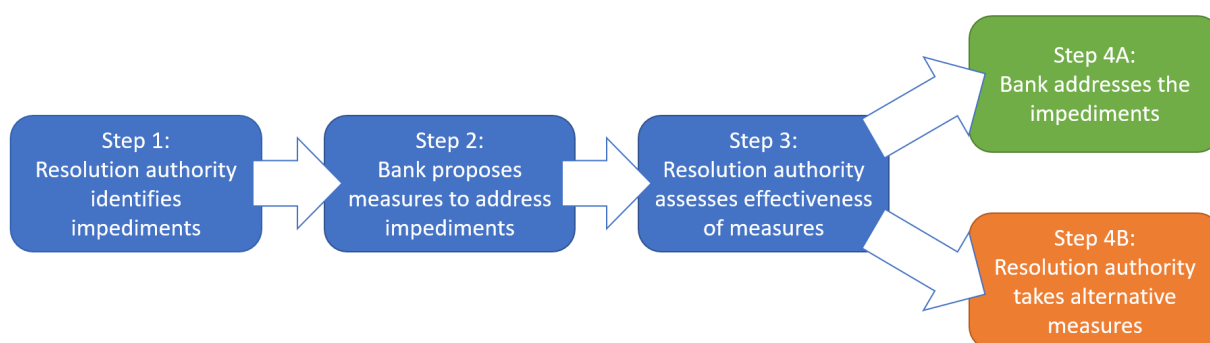 Step 1:
Resolution authority
identifies
impediments
Step 2:
Bank proposes
measures to address
impediments
Step 3:
Resolution authority
assesses effectiveness
of measures
Step 4A:
Bank addresses the
impediments
Step 4B:
Resolution authority
takes alternative
measures